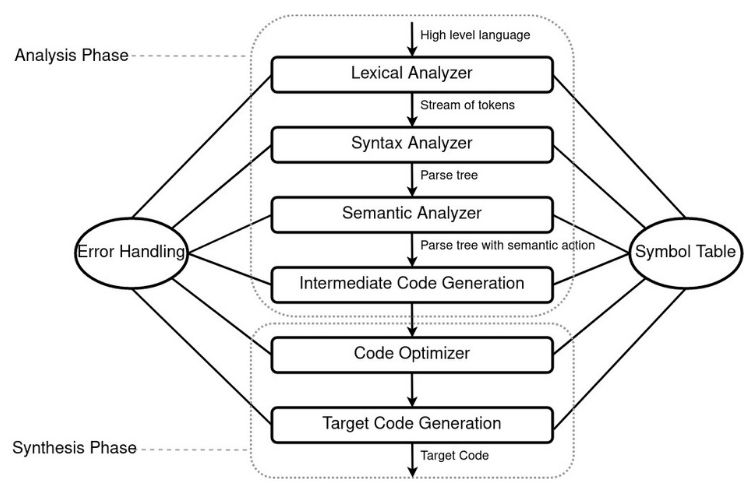 High level language
Analysis Phase
Lexical Analyzer
Stream of tokens
Syntax Analyzer
Parse tree
Semantic Analyzer
Parse tree with semantic action
Error Handling
Symbol Table
Intermediate Code Generation
Code Optimizer
Target Code Generation
Synthesis Phase
Target Code